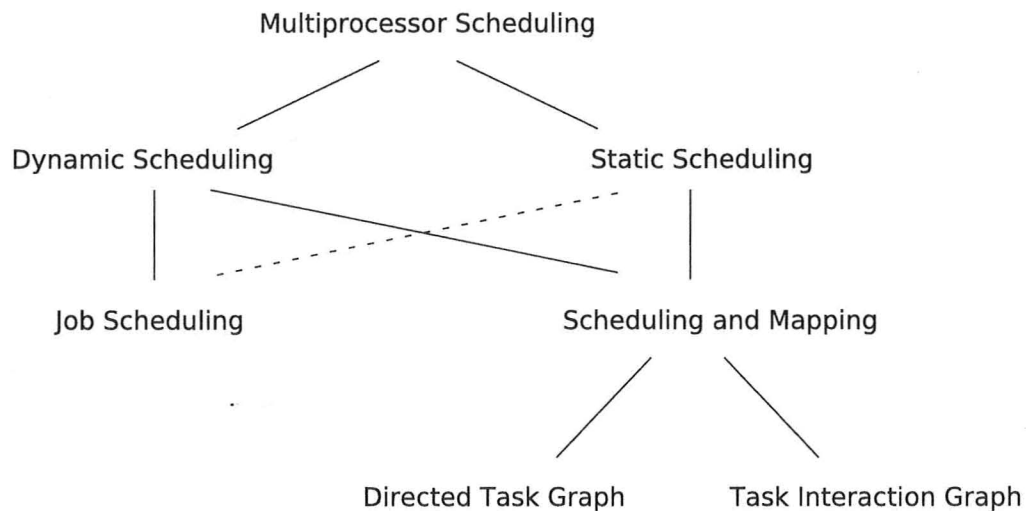 Multiprocessor Scheduling
Dynamic Scheduling
Static Scheduling
Job Scheduling
Scheduling and Mapping
Directed Task Graph
Task Interaction Graph